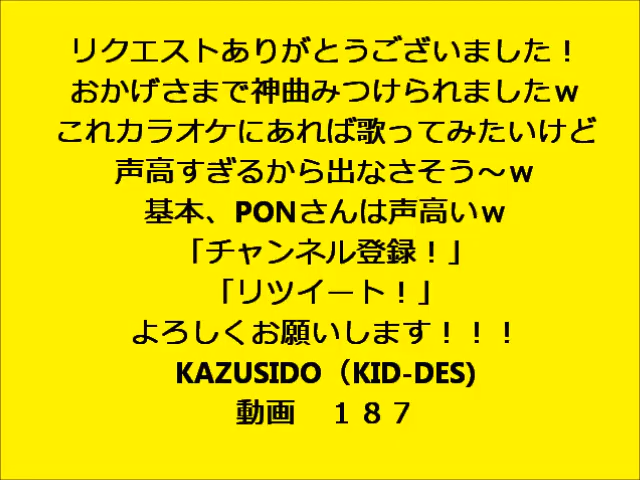 リクエストありがとうございました！
おかげさまで神曲みつけられましたｗ
これカラオケにあれば歌ってみたいけど
声高すぎるから出なさそう～ｗ
基本、PONさんは声高いｗ
「チャンネル登録！」
「リツイート！」
よろしくお願いします！！！
KAZUSIDO（KID-DES)
動画　１８７